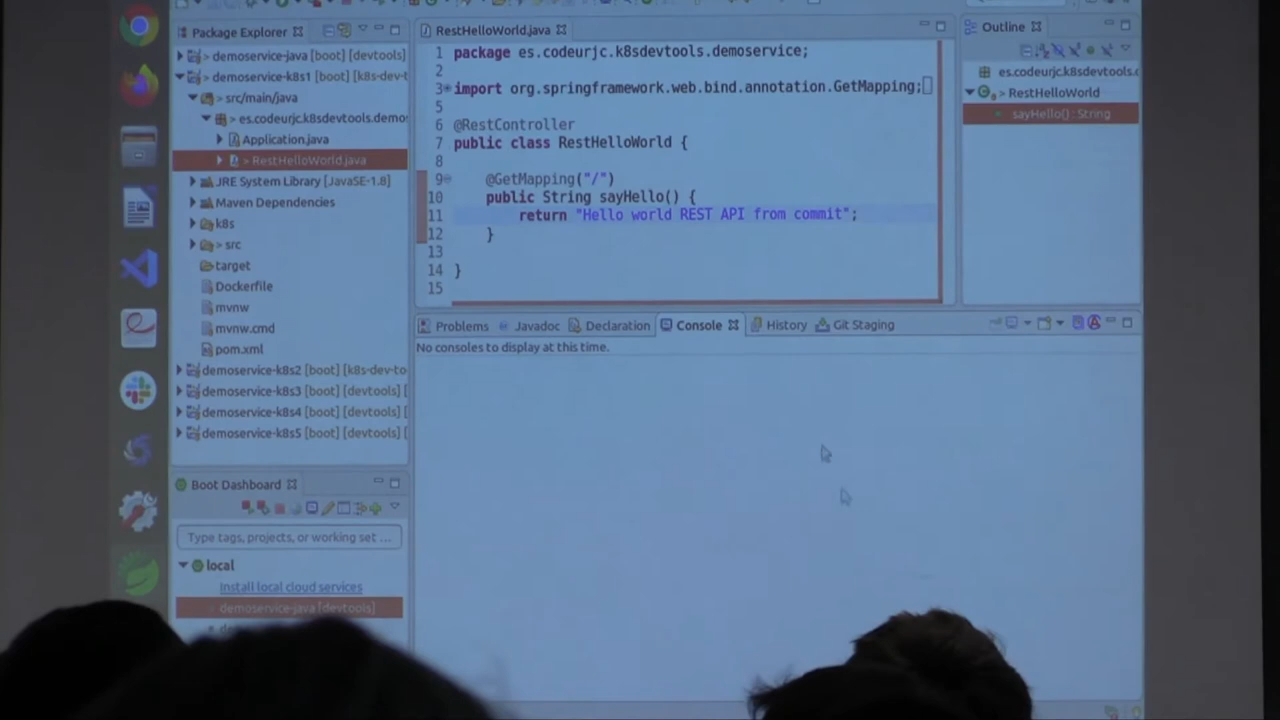 Package Explorer
> demoservice-java [boot] [devtools]
demoservice-k8s1 [boot] [k8s-dev-t
> src/main/java
> es.codeurjc.k8sdevtools.demos
Application.java
> RestHelloWorld.java
JRE System Library [JavaSE-1.8]
Maven Dependencies
k8s
> src
target
Dockerfile
mvnw
mvnw.cmd
pom.xml
demoservice-k8s2 [boot] [k8s-dev-to
demoservice-k8s3 [boot] [devtools] [
demoservice-k8s4 [boot] [devtools] [
demoservice-k8s5 [boot] [devtools] [
Boot Dashboard
Type tags, projects, or working set ...
local
Install local cloud services
demoservice-java [devtools]
RestHelloWorld.java
1 package es.codeurjc.k8sdevtools.demoservice;
2
3 import org.springframework.web.bind.annotation.GetMapping;
5
6 @RestController
7 public class RestHelloWorld {
8
9 @GetMapping("/")
10 public String sayHello() {
11 return "Hello world REST API from commit";
12 }
13
14 }
15
Outline
es.codeurjc.k8sdevtools.c
> RestHelloWorld
sayHello() : String
Problems Javadoc Declaration Console History Git Staging
No consoles to display at this time.